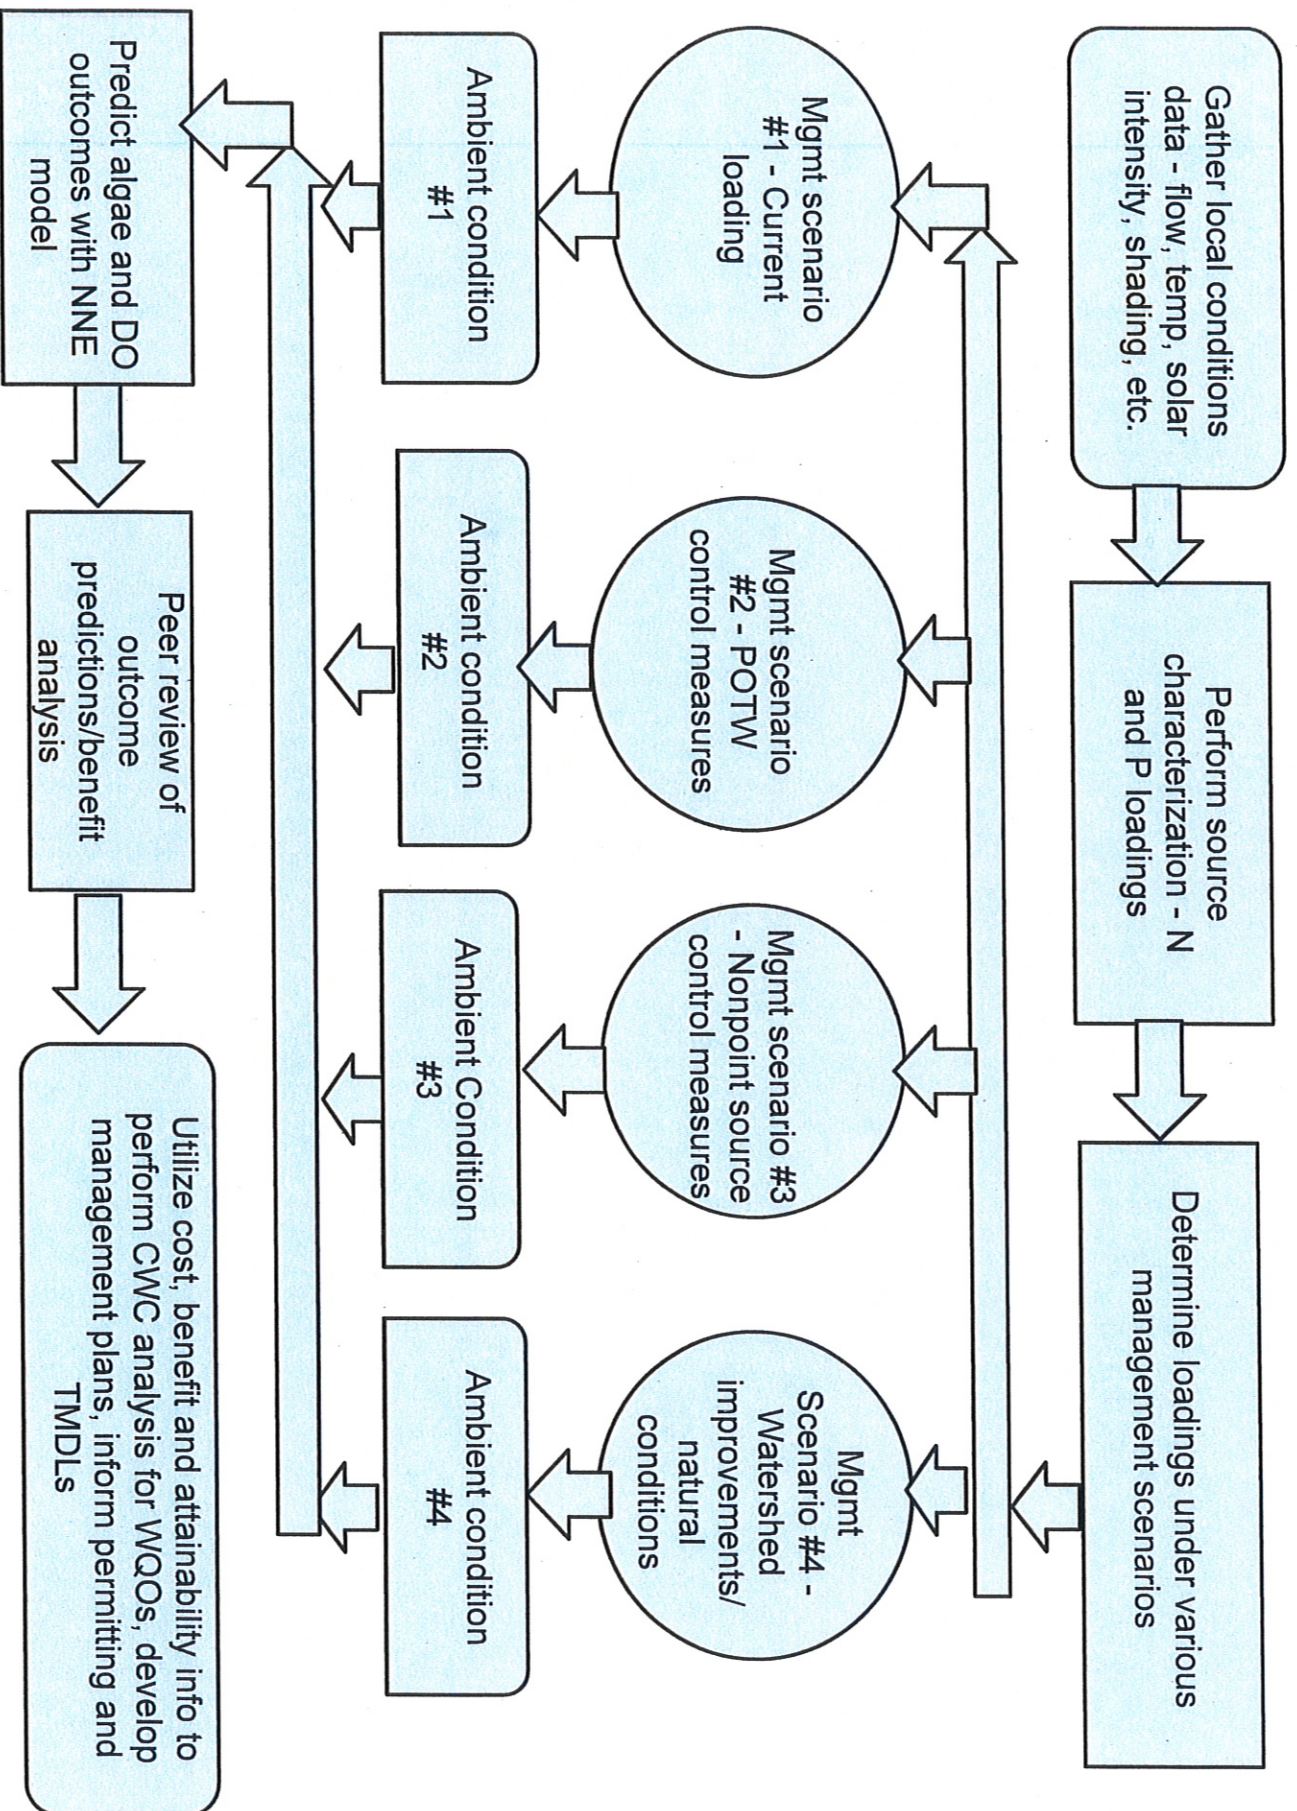 Gather local conditions
data - flow, temp, solar
intensity, shading, etc.
Perform source
characterization - N
and P loadings
Determine loadings under various
management scenarios
Mgmt scenario
#1 - Current
loading
Mgmt scenario
#2 - POTW
control measures
Mgmt scenario #3
- Nonpoint source
control measures
Mgmt
Scenario #4 -
Watershed
improvements/
natural
conditions
Ambient condition
#1
Ambient condition
#2
Ambient Condition
#3
Ambient condition
#4
Predict algae and DO
outcomes with NNE
model
Peer review of
outcome
predictions/benefit
analysis
Utilize cost, benefit and attainability info to
perform CWC analysis for WQOs, develop
management plans, inform permitting and
TMDLs